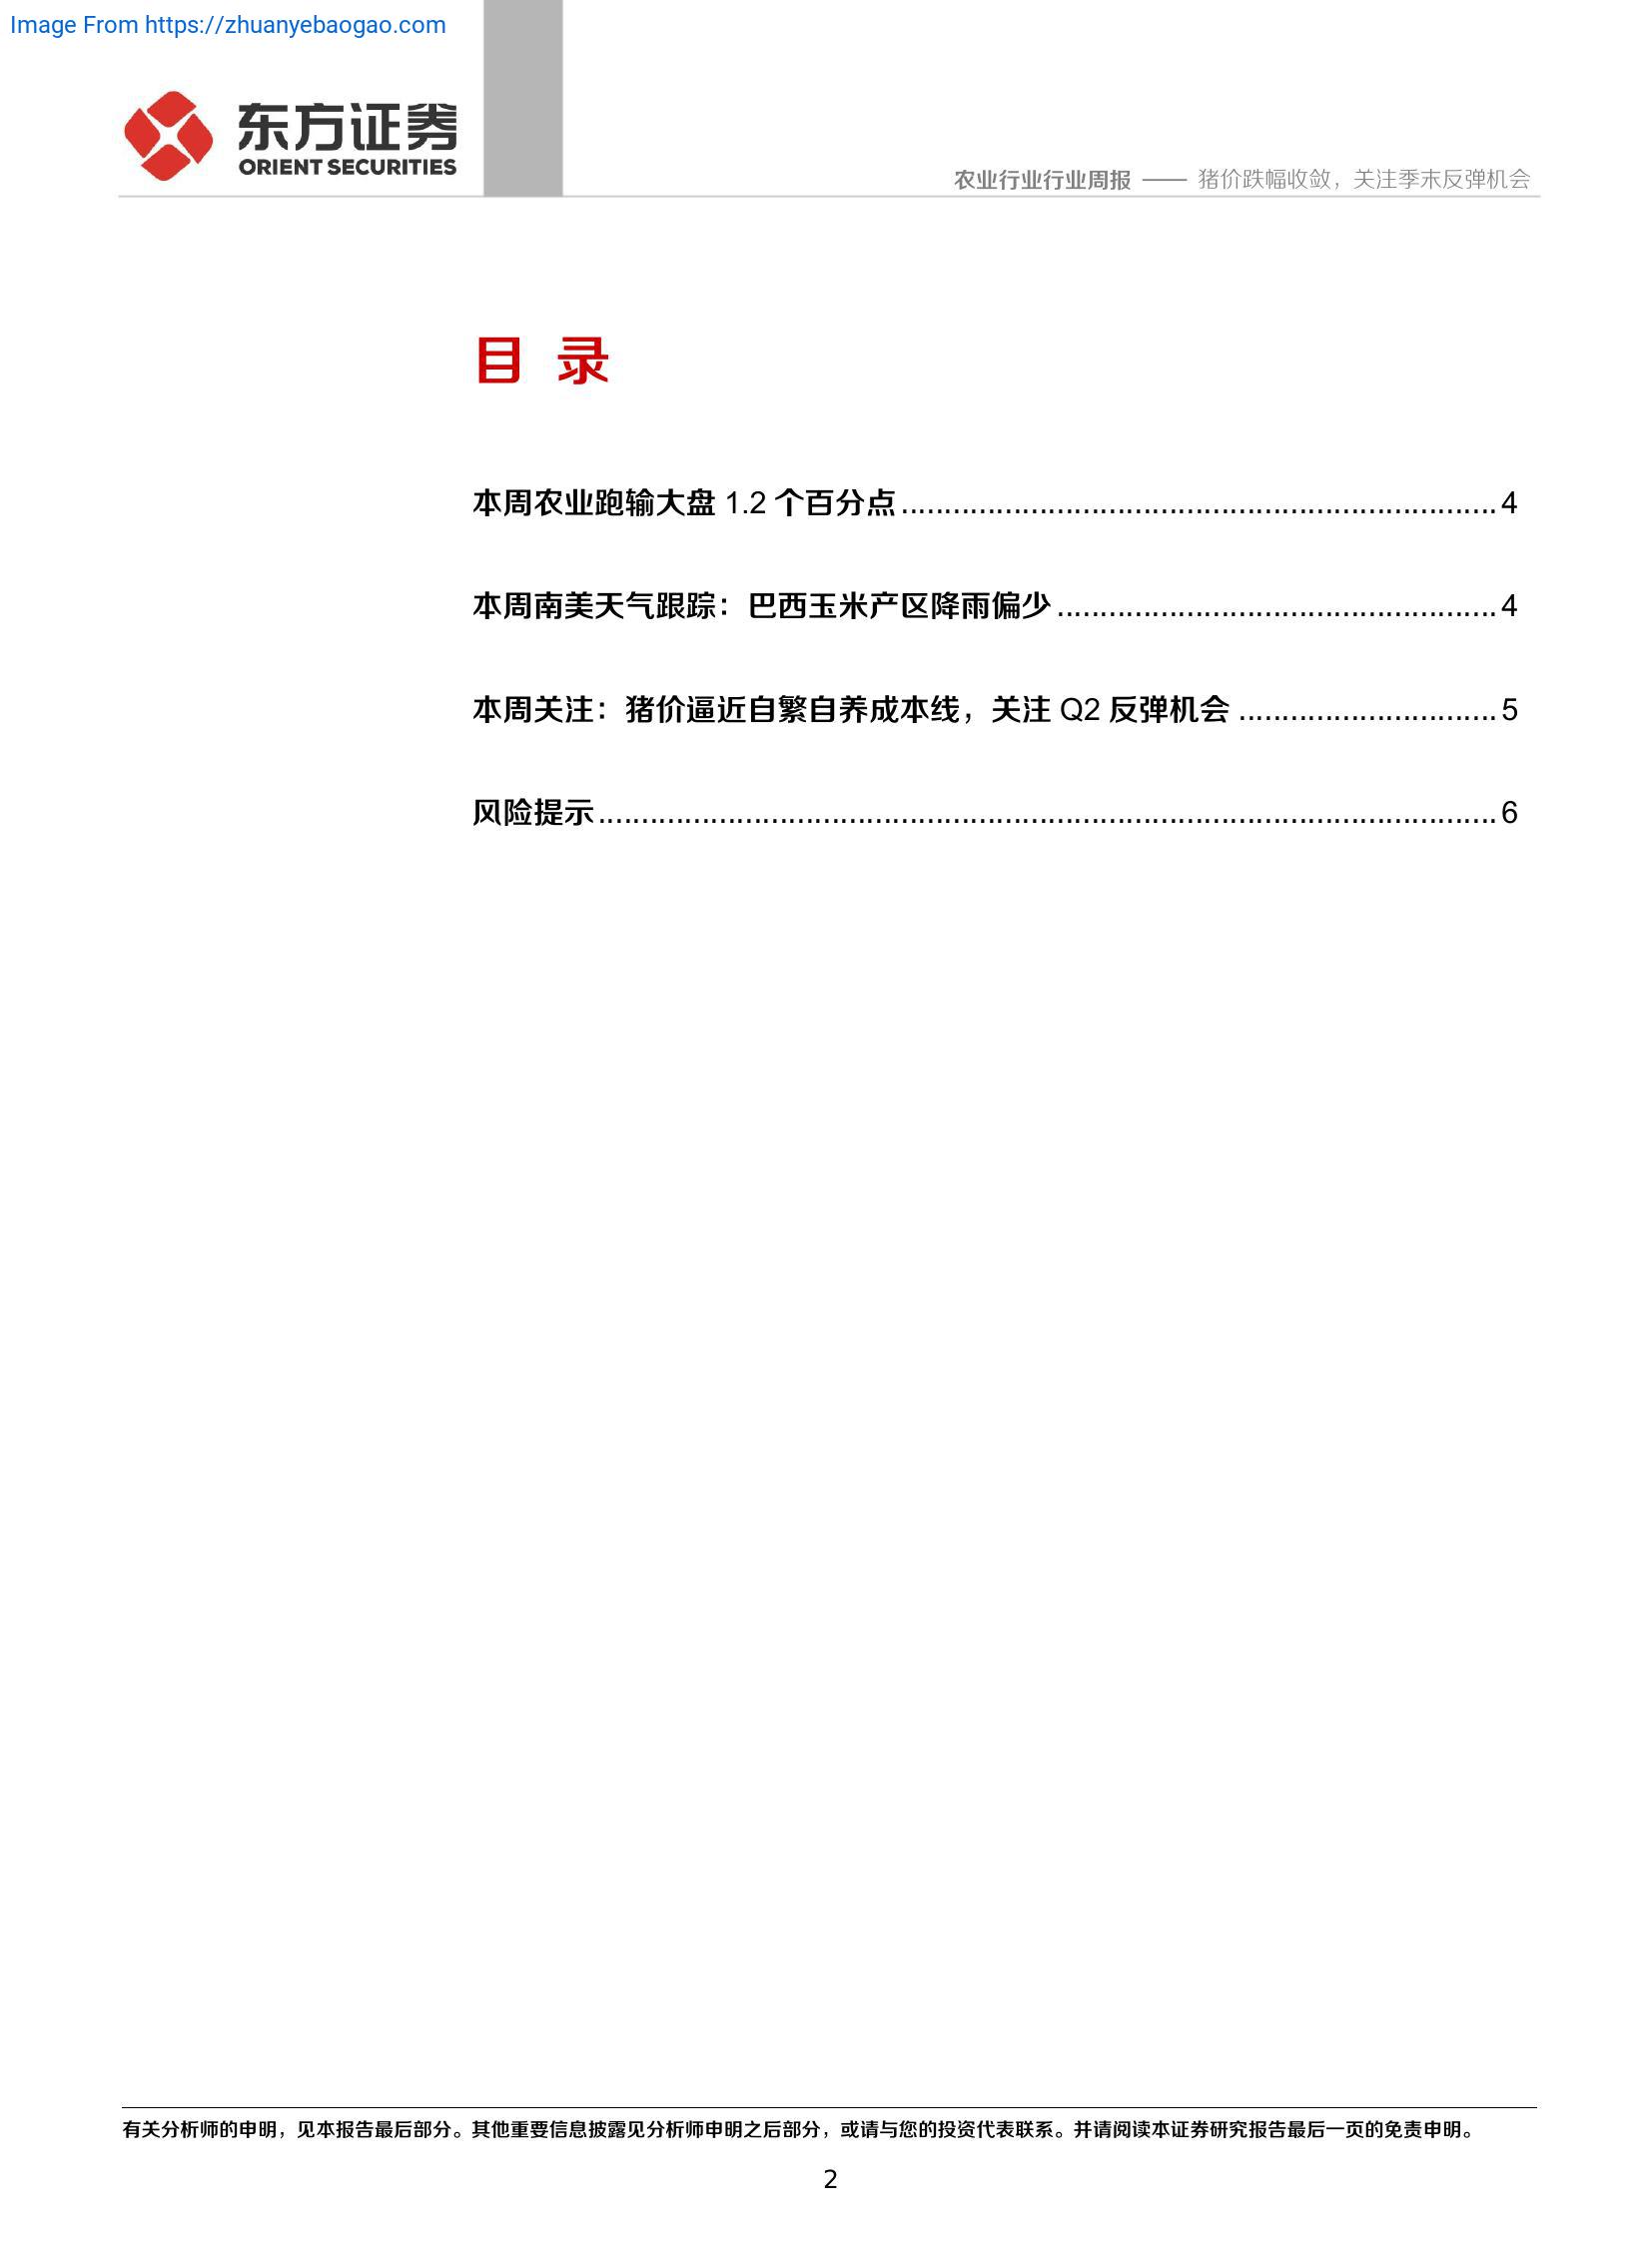 Image From https://zhuanyebaogao.com
东方证券
ORIENT SECURITIES
农业行业行业周报 —— 猪价跌幅收敛，关注季末反弹机会
目 录
本周农业跑输大盘 1.2 个百分点......................................................................4
本周南美天气跟踪：巴西玉米产区降雨偏少...................................................4
本周关注：猪价逼近自繁自养成本线，关注 Q2 反弹机会..............................5
风险提示.........................................................................................................6
有关分析师的申明，见本报告最后部分。其他重要信息披露见分析师申明之后部分，或请与您的投资代表联系。并请阅读本证券研究报告最后一页的免责申明。
2